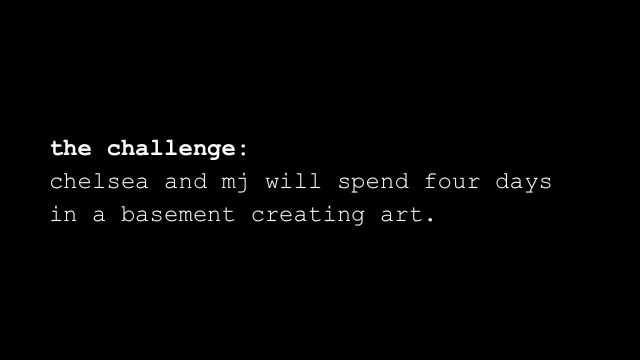 the challenge:
chelsea and mj will spend four days
in a basement creating art.